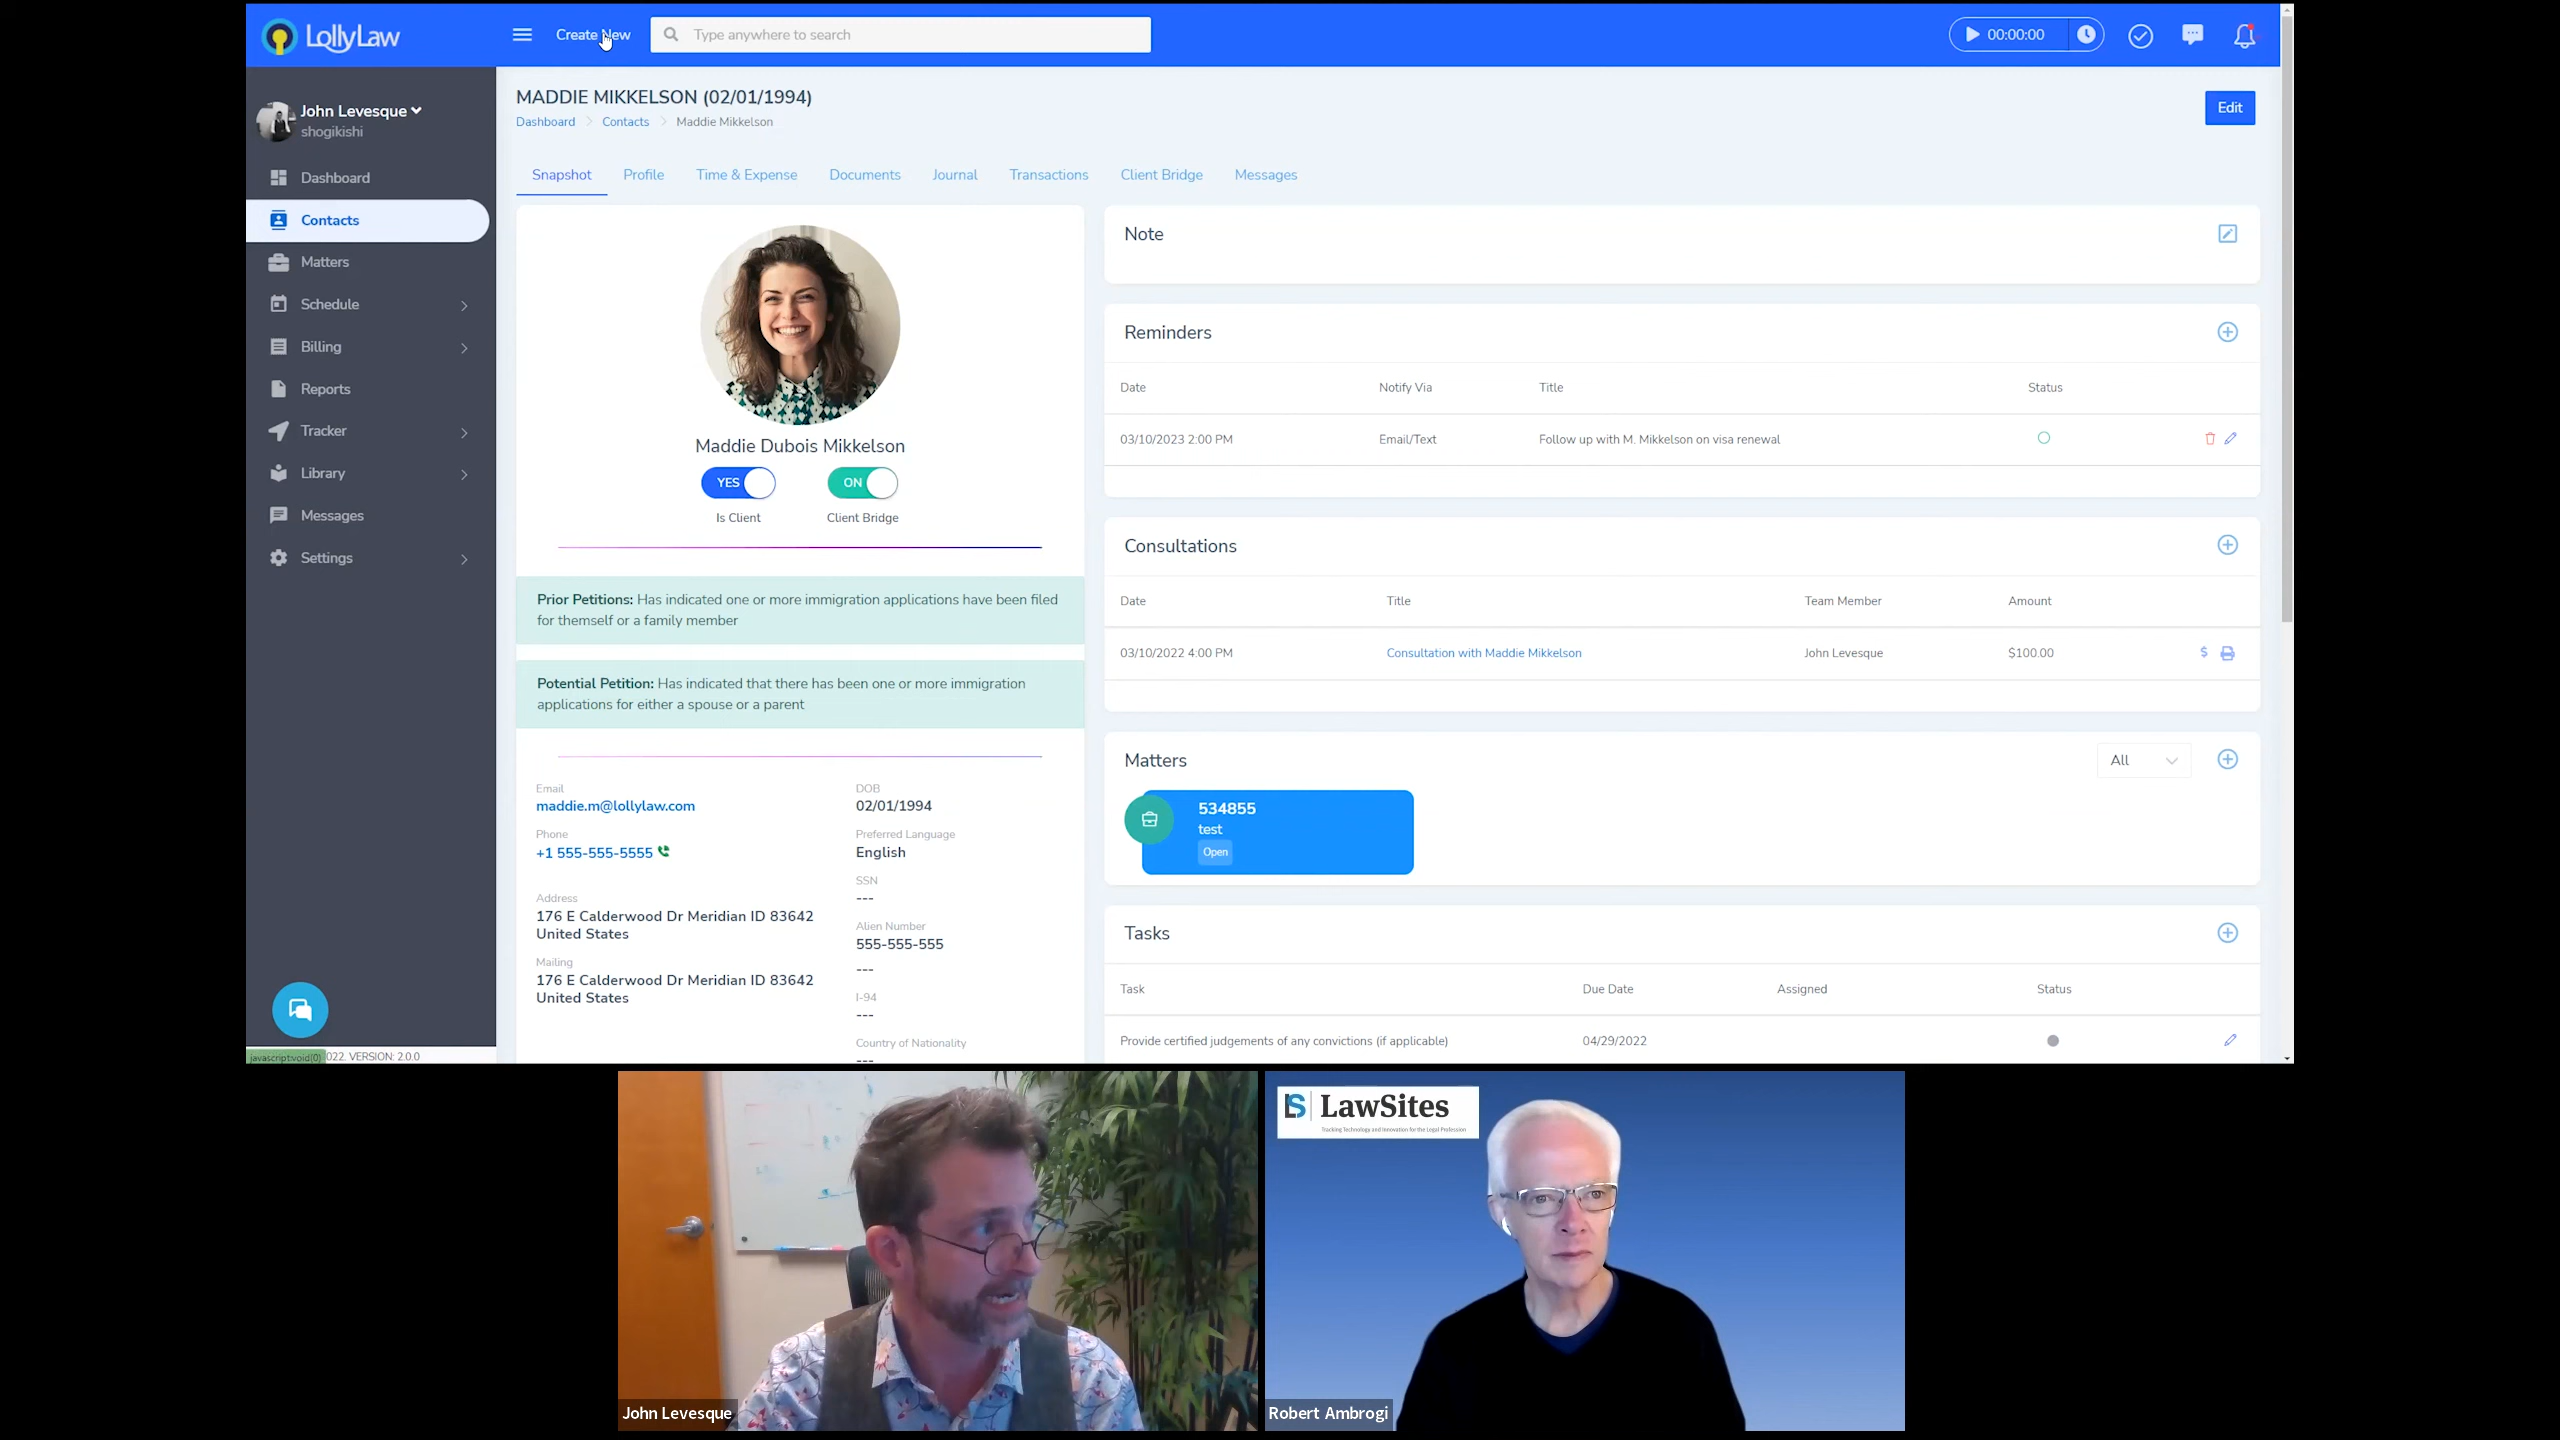 LollyLaw
Create New
Type anywhere to search
00:00:00
John Levesque
shogikishi
Dashboard
Contacts
Matters
Schedule
Billing
Reports
Tracker
Library
Messages
Settings
javascript:void(0)
022. VERSION: 2.0.0
MADDIE MIKKELSON (02/01/1994)
Dashboard > Contacts > Maddie Mikkelson
Edit
Snapshot Profile Time & Expense Documents Journal Transactions Client Bridge Messages
Maddie Dubois Mikkelson
YES ON
Is Client Client Bridge
Prior Petitions: Has indicated one or more immigration applications have been filed
for themself or a family member
Potential Petition: Has indicated that there has been one or more immigration
applications for either a spouse or a parent
Email
maddie.m@lollylaw.com
Phone
+1 555-555-5555
Address
176 E Calderwood Dr Meridian ID 83642
United States
Mailing
176 E Calderwood Dr Meridian ID 83642
United States
DOB
02/01/1994
Preferred Language
English
SSN
---
Alien Number
555-555-555
---
I-94
---
Country of Nationality
---
Note
Reminders
Date Notify Via Title Status
03/10/2023 2:00 PM Email/Text Follow up with M. Mikkelson on visa renewal
Consultations
Date Title Team Member Amount
03/10/2022 4:00 PM Consultation with Maddie Mikkelson John Levesque $100.00 $
Matters
All
534855
test
Open
Tasks
Task Due Date Assigned Status
Provide certified judgements of any convictions (if applicable) 04/29/2022
John Levesque
LS LawSites
Tracking Technology and Innovation for the Legal Profession
Robert Ambrogi